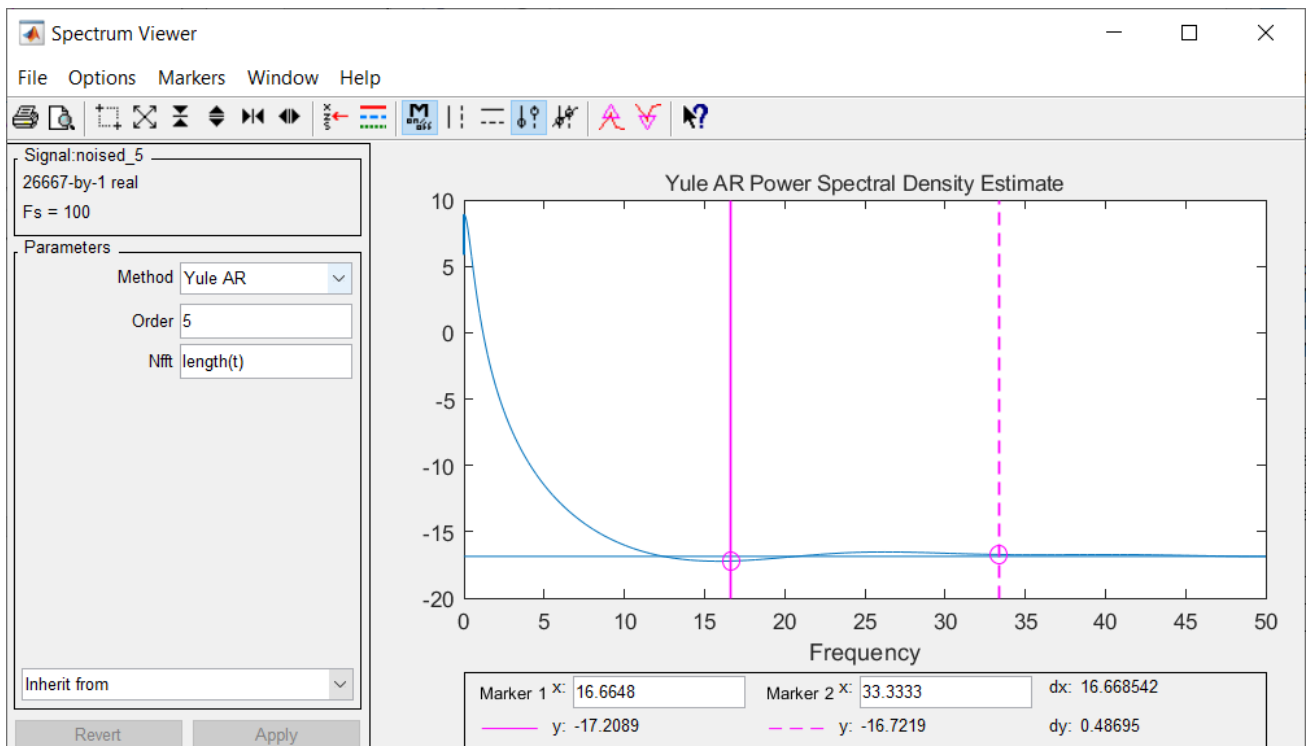 Spectrum Viewer
File Options Markers Window Help
Signal:noised_5
26667-by-1 real
Fs = 100
Parameters
Method Yule AR
Order 5
Nfft length(t)
Inherit from
Revert Apply
Yule AR Power Spectral Density Estimate
10
5
0
-5
-10
-15
-20
0 5 10 15 20 25 30 35 40 45 50
Frequency
Marker 1 x: 16.6648 Marker 2 x: 33.3333 dx: 16.668542
y: -17.2089 y: -16.7219 dy: 0.48695